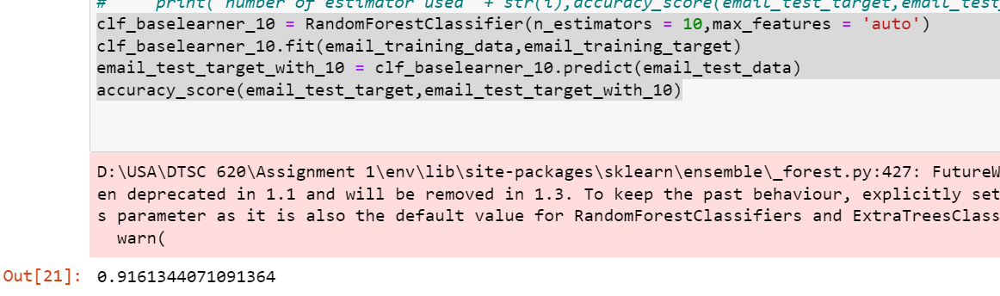 #     print( number of estimator used  + str(i),accuracy_score(email_test_target,email_test
clf_baselearner_10 = RandomForestClassifier(n_estimators = 10,max_features = 'auto')
clf_baselearner_10.fit(email_training_data,email_training_target)
email_test_target_with_10 = clf_baselearner_10.predict(email_test_data)
accuracy_score(email_test_target,email_test_target_with_10)
D:\USA\DTSC 620\Assignment 1\env\lib\site-packages\sklearn\ensemble\_forest.py:427: FutureW
en deprecated in 1.1 and will be removed in 1.3. To keep the past behaviour, explicitly set
s parameter as it is also the default value for RandomForestClassifiers and ExtraTreesClass
warn(
Out[21]: 0.9161344071091364